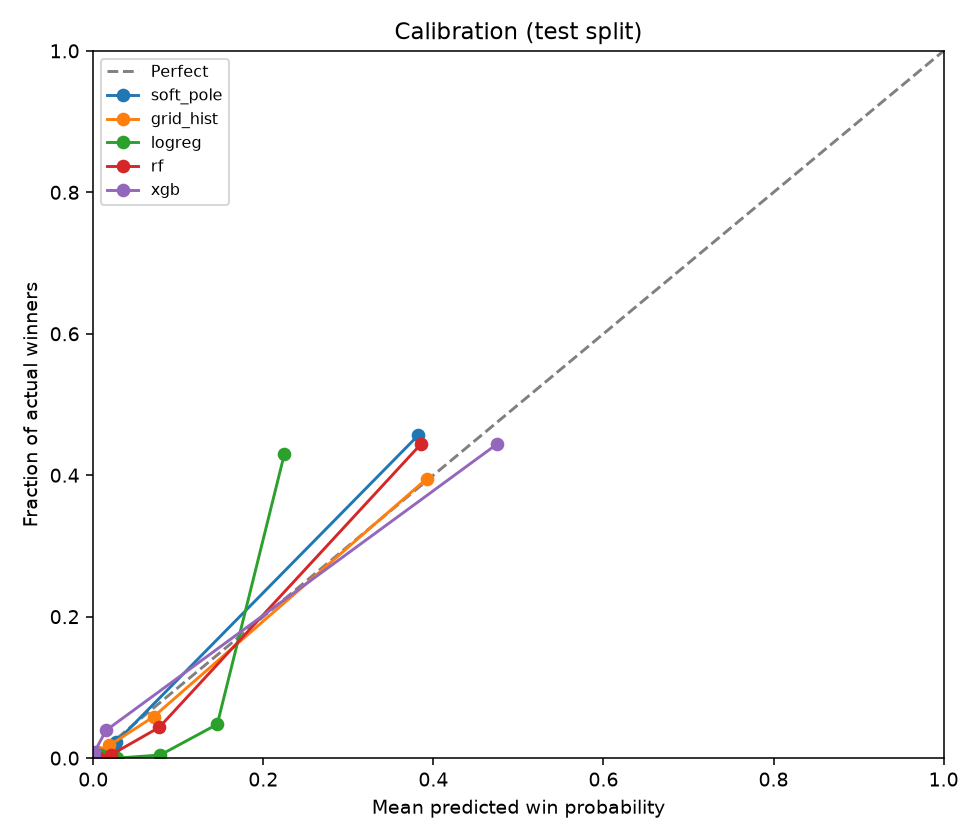 Calibration (test split)
Perfect
soft_pole
grid_hist
logreg
rf
xgb
Fraction of actual winners
1.0
0.8
0.6
0.4
0.2
0.0
0.0 0.2 0.4 0.6 0.8 1.0
Mean predicted win probability